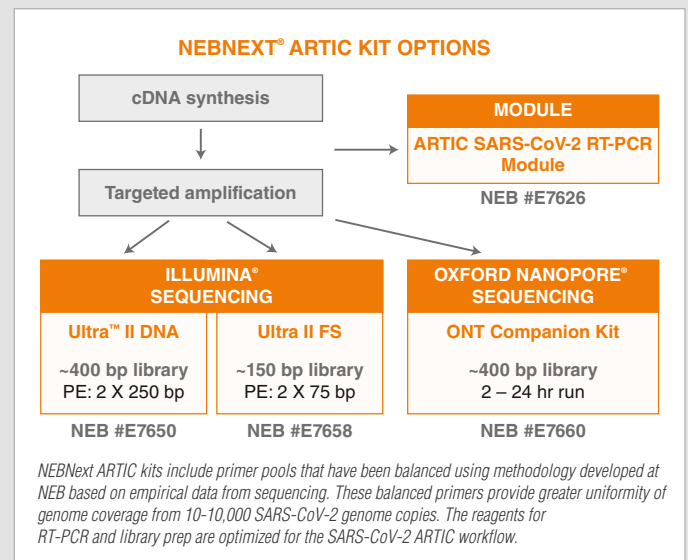 NEBNEXT® ARTIC KIT OPTIONS
cDNA synthesis
Targeted amplification
MODULE
ARTIC SARS-CoV-2 RT-PCR
Module
NEB #E7626
ILLUMINA®
SEQUENCING
Ultra™ II DNA
~400 bp library
PE: 2 X 250 bp
NEB #E7650
Ultra II FS
~150 bp library
PE: 2 X 75 bp
NEB #E7658
OXFORD NANOPORE®
SEQUENCING
ONT Companion Kit
~400 bp library
2 – 24 hr run
NEB #E7660
NEBNext ARTIC kits include primer pools that have been balanced using methodology developed at
NEB based on empirical data from sequencing. These balanced primers provide greater uniformity of
genome coverage from 10-10,000 SARS-CoV-2 genome copies. The reagents for
RT-PCR and library prep are optimized for the SARS-CoV-2 ARTIC workflow.